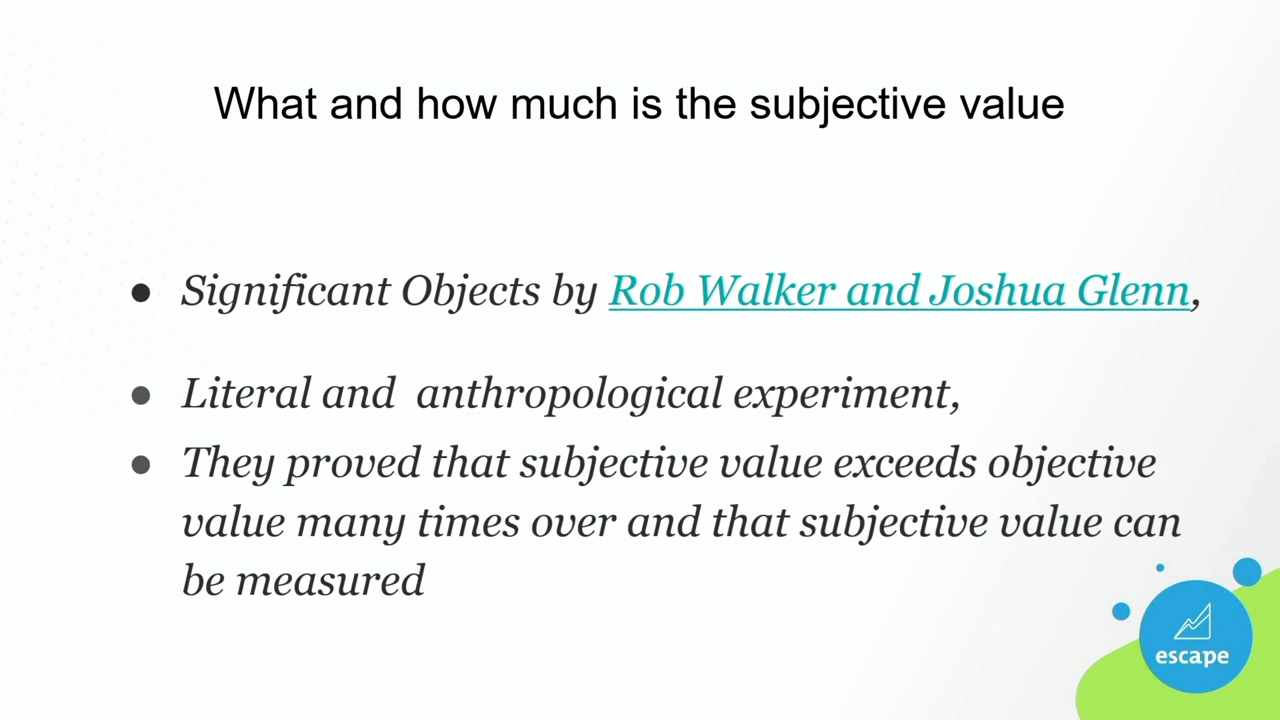 What and how much is the subjective value
● Significant Objects by Rob Walker and Joshua Glenn,
● Literal and anthropological experiment,
● They proved that subjective value exceeds objective
value many times over and that subjective value can
be measured
escape